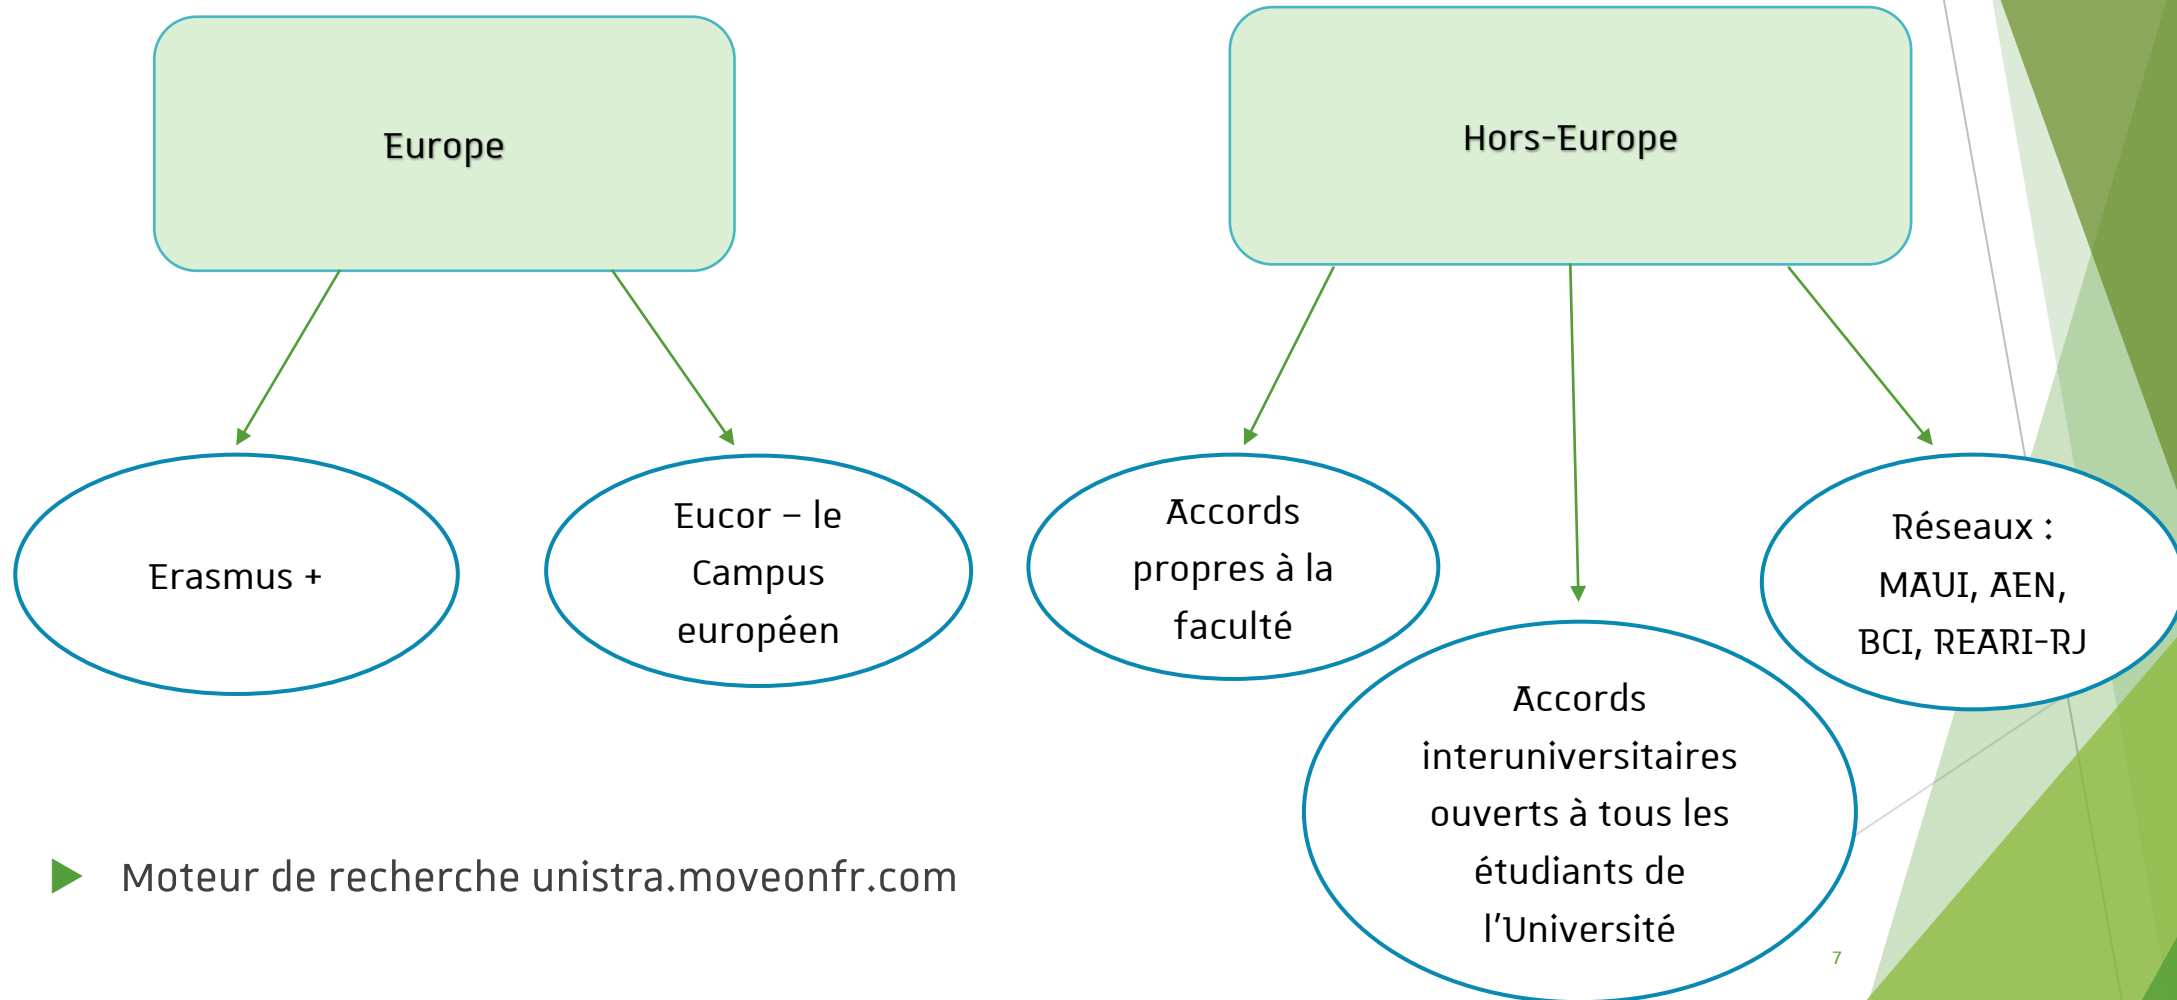 Europe
Hors-Europe
Erasmus +
Eucor – le
Campus
européen
Accords
propres à la
faculté
Accords
interuniversitaires
ouverts à tous les
étudiants de
l’Université
Réseaux :
MAUI, AEN,
BCI, REARI-RJ
Moteur de recherche unistra.moveonfr.com
7